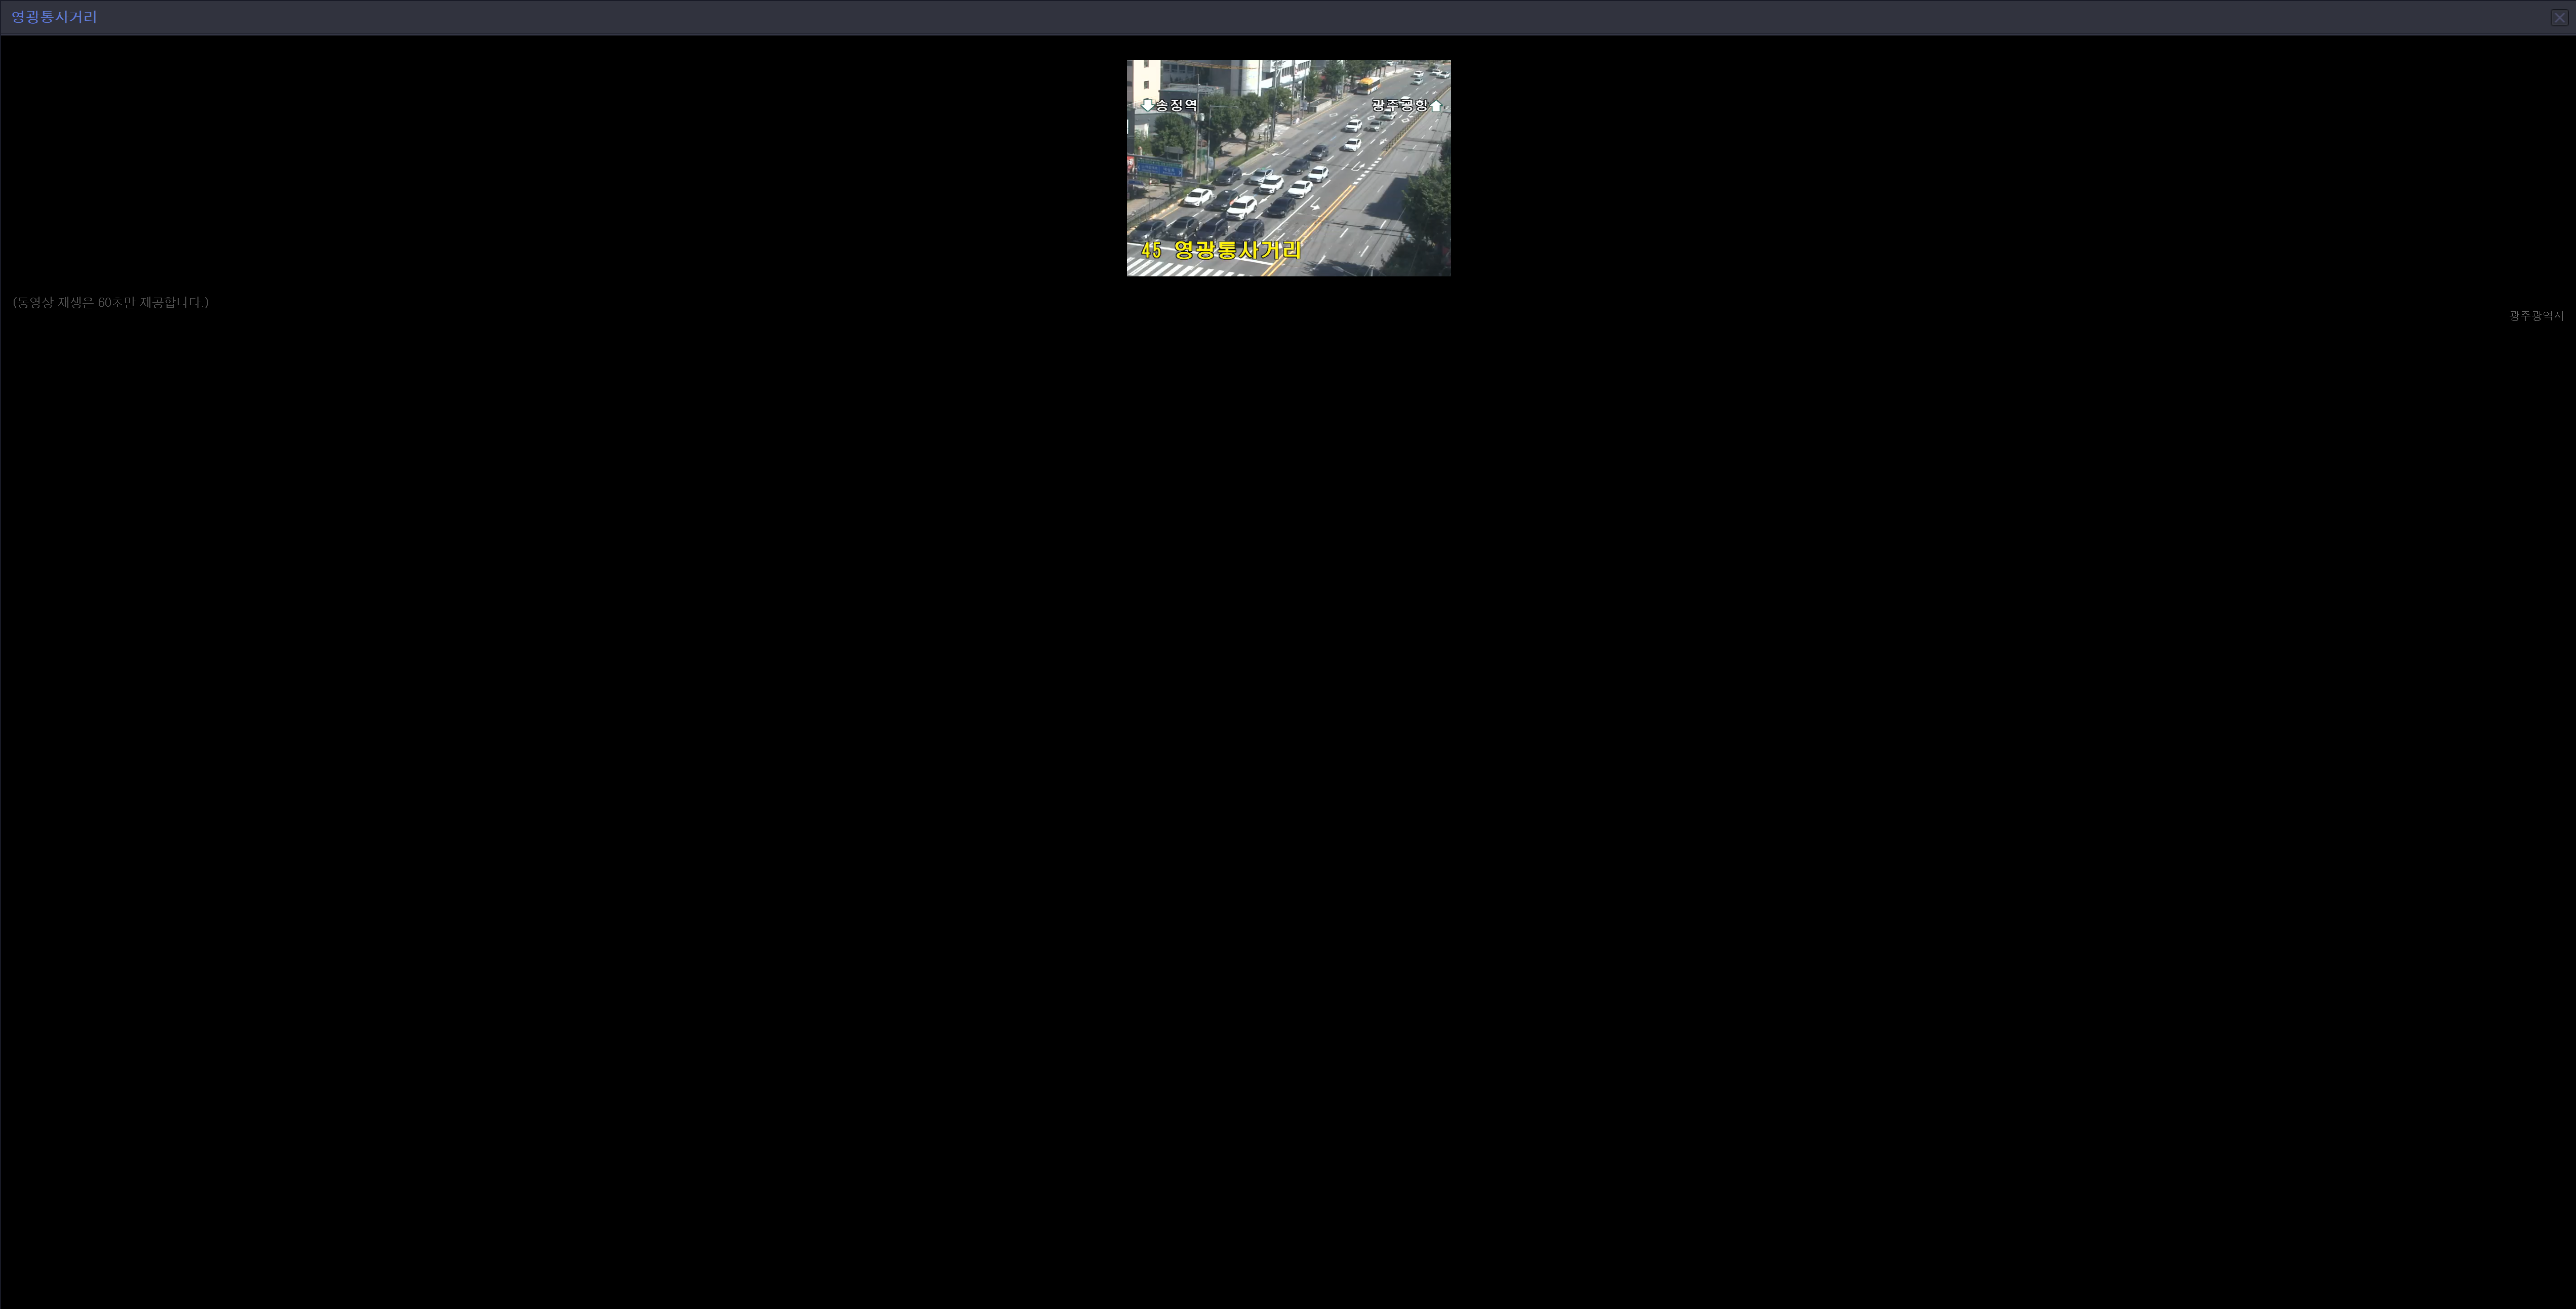 영광통사거리
송정역
광주공항
45 영광통사거리
(동영상 재생은 60초만 제공합니다.)
광주광역시